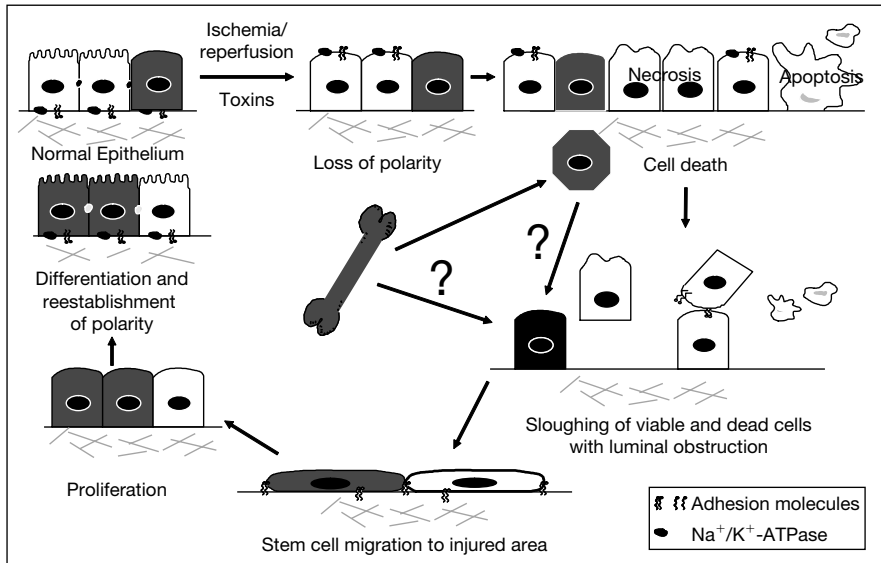 Ischemia/
reperfusion
Toxins
Necrosis
Apoptosis
Normal Epithelium
Loss of polarity
Cell death
?
?
Differentiation and
reestablishment
of polarity
Sloughing of viable and dead cells
with luminal obstruction
Proliferation
Stem cell migration to injured area
Adhesion molecules
Na⁺/K⁺-ATPase